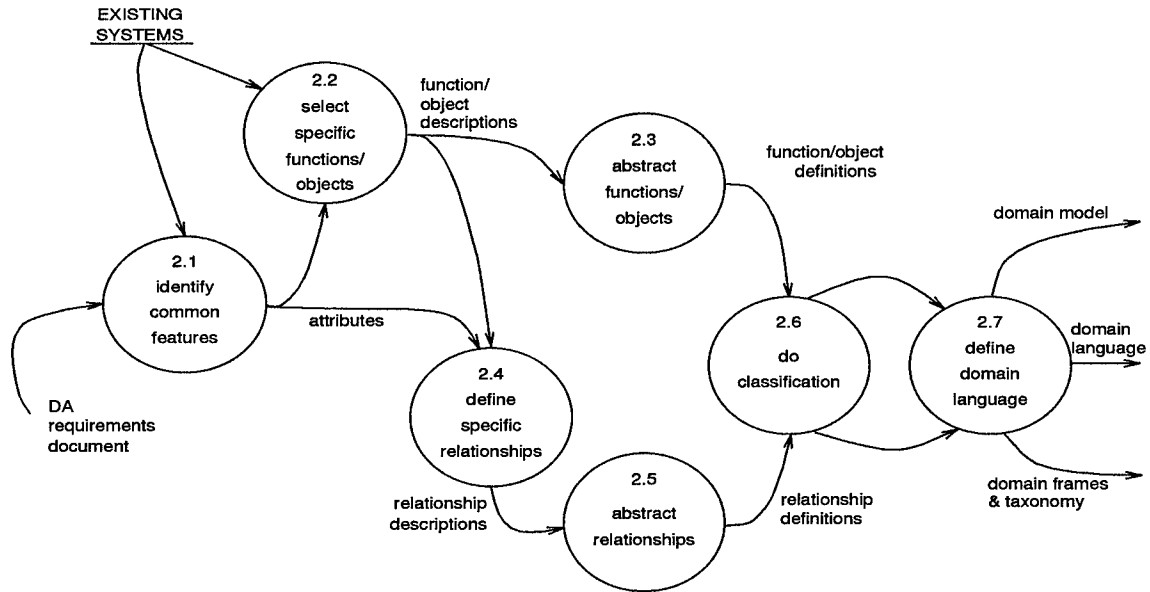 EXISTING
SYSTEMS
2.2
select
specific
functions/
objects
function/
object
descriptions
2.3
abstract
functions/
objects
function/object
definitions
domain model
2.1
identify
common
features
attributes
2.6
do
classification
2.7
define
domain
language
domain
language
DA
requirements
document
2.4
define
specific
relationships
relationship
descriptions
2.5
abstract
relationships
relationship
definitions
domain frames
& taxonomy